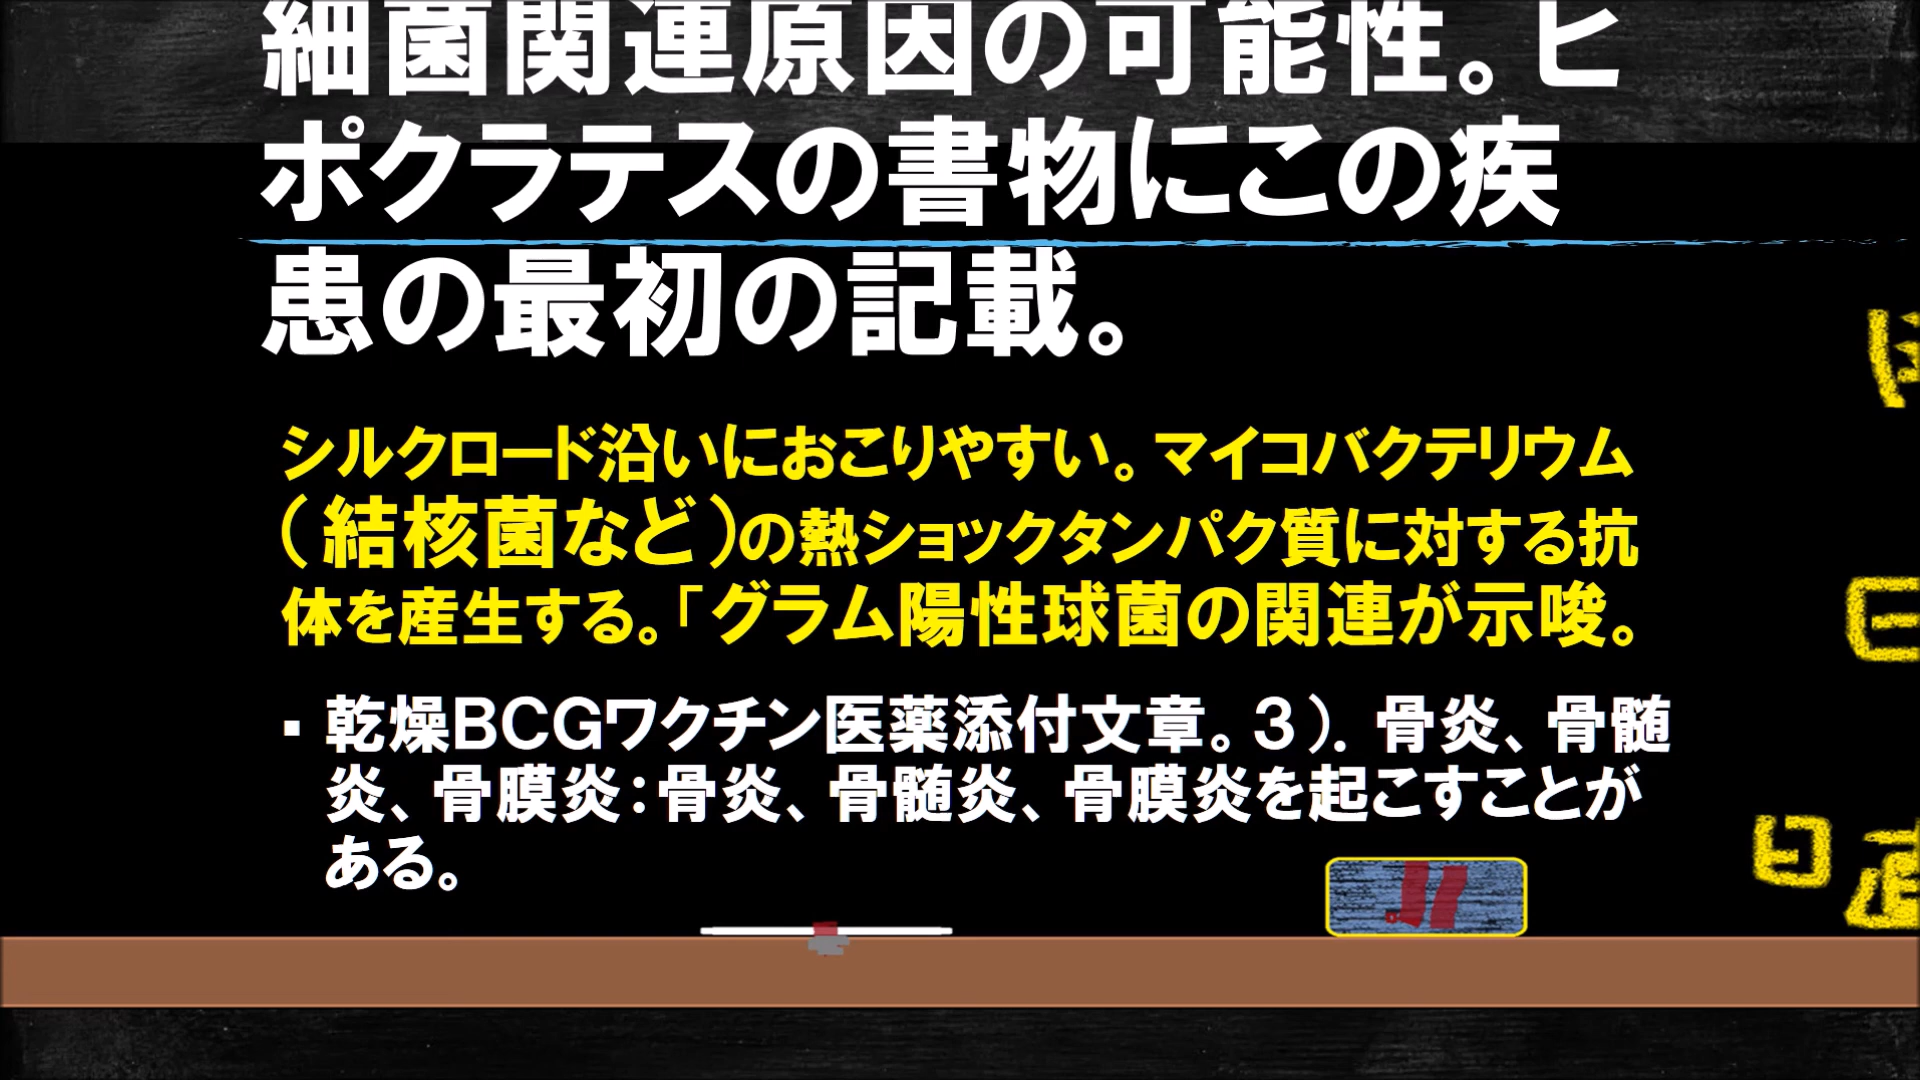 細菌関連原因の可能性。ヒ
ポクラテスの書物にこの疾
患の最初の記載。
シルクロード沿いにおこりやすい。マイコバクテリウム
（結核菌など）の熱ショックタンパク質に対する抗
体を産生する。「グラム陽性球菌の関連が示唆。
▪ 乾燥BCGワクチン医薬添付文章。３）．骨炎、骨髄
炎、骨膜炎：骨炎、骨髄炎、骨膜炎を起こすことが
ある。